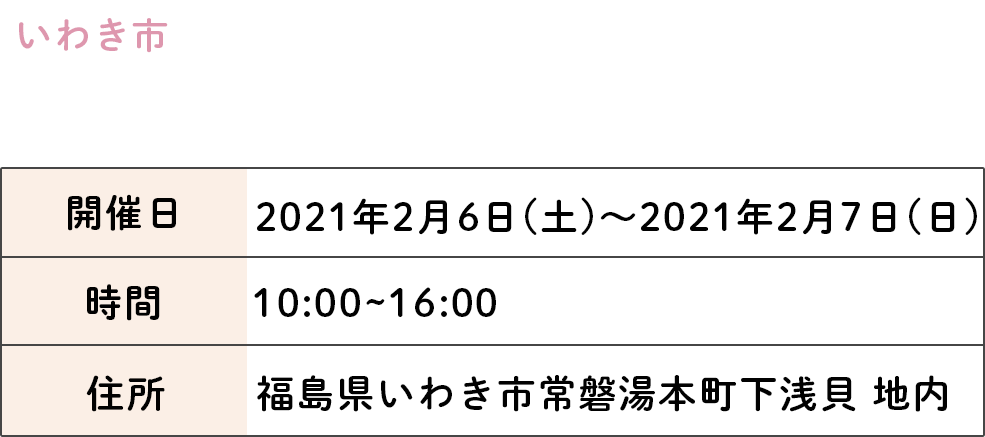 いわき市
開催日 2021年2月6日(土)〜2021年2月7日(日)
時間 10:00~16:00
住所 福島県いわき市常磐湯本町下浅貝 地内